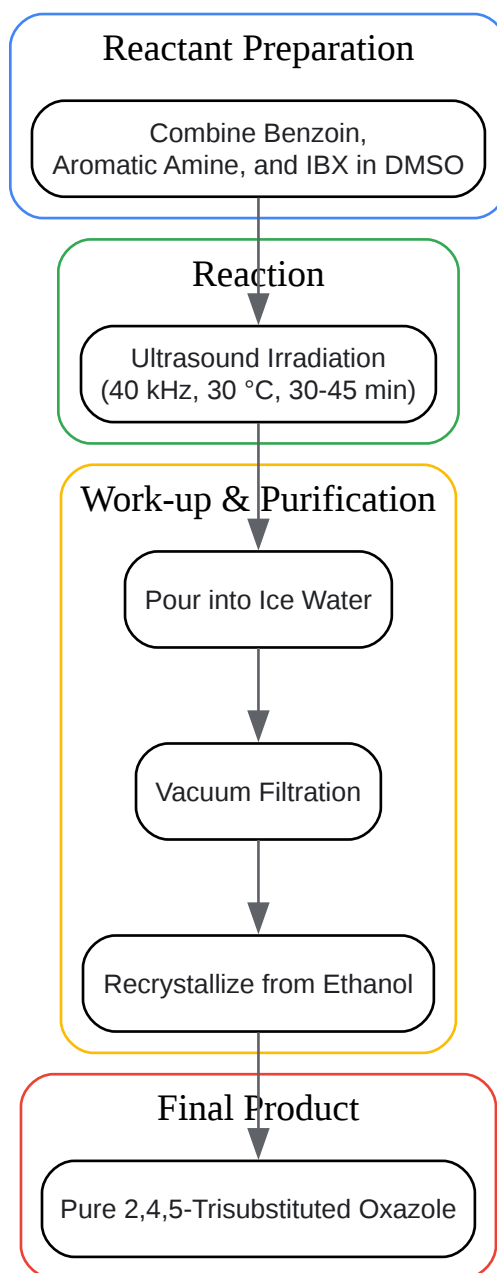 Reactant Preparation
Combine Benzoin,
Aromatic Amine, and IBX in DMSO
Reaction
Ultrasound Irradiation
(40 kHz, 30 °C, 30-45 min)
Work-up & Purification
Pour into Ice Water
Vacuum Filtration
Recrystallize from Ethanol
Final Product
Pure 2,4,5-Trisubstituted Oxazole